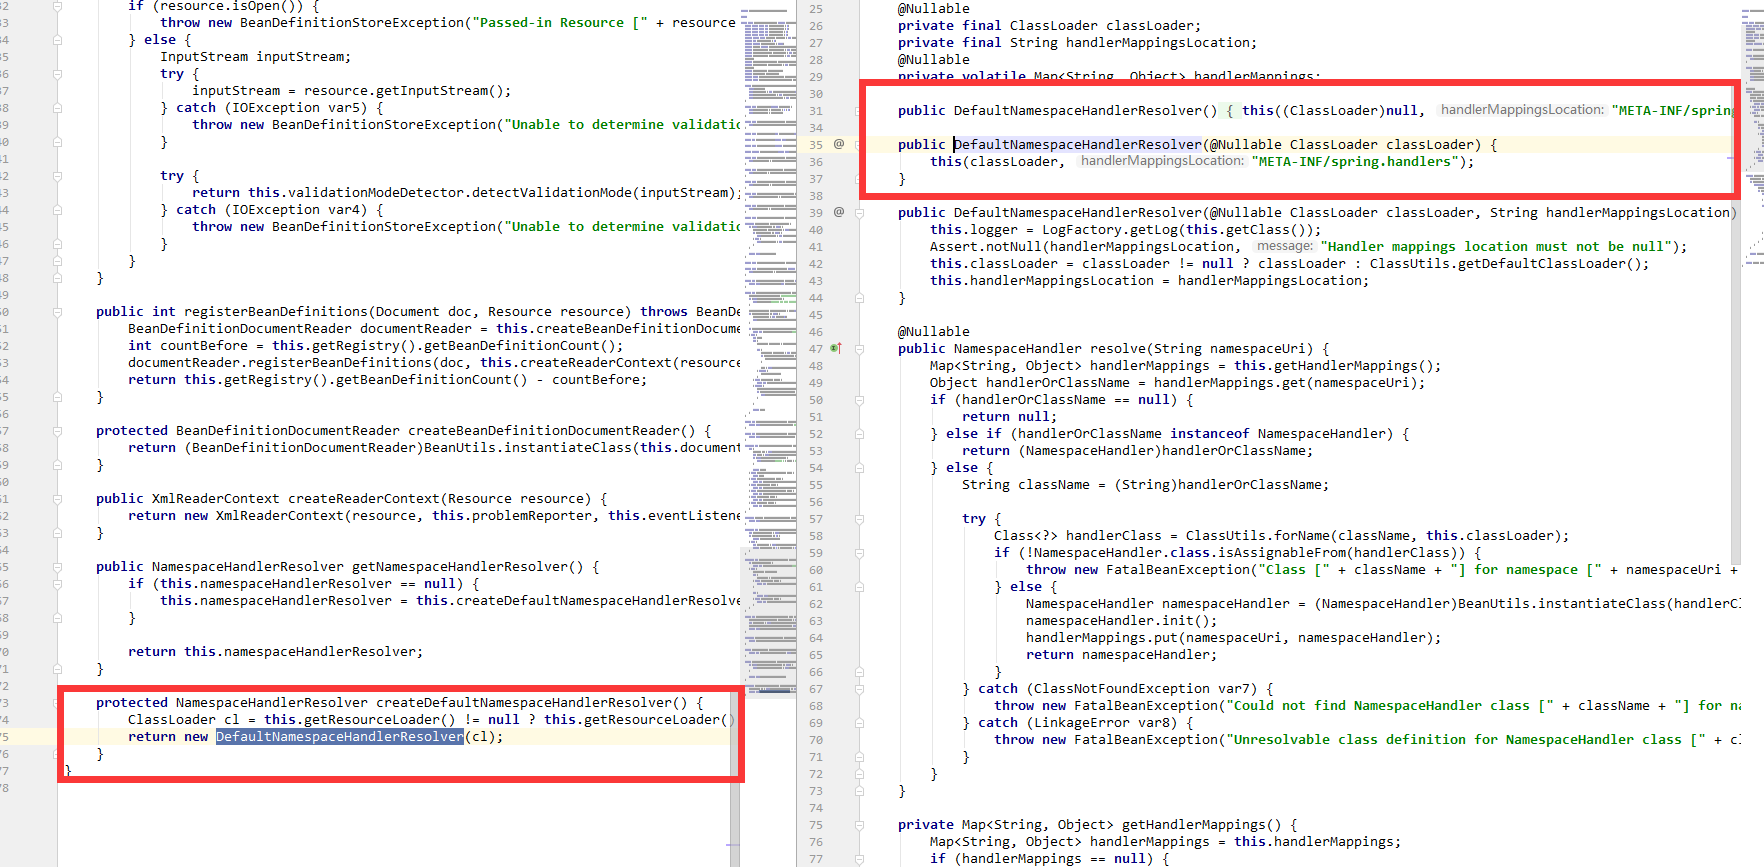 if (resource.isOpen()) {
throw new BeanDefinitionStoreException("Passed-in Resource [" + resource
} else {
InputStream inputStream;
try {
inputStream = resource.getInputStream();
} catch (IOException var5) {
throw new BeanDefinitionStoreException("Unable to determine validatio
}
try {
return this.validationModeDetector.detectValidationMode(inputStream);
} catch (IOException var4) {
throw new BeanDefinitionStoreException("Unable to determine validatio
}
}
}
public int registerBeanDefinitions(Document doc, Resource resource) throws BeanD
BeanDefinitionDocumentReader documentReader = this.createBeanDefinitionDocume
int countBefore = this.getRegistry().getBeanDefinitionCount();
documentReader.registerBeanDefinitions(doc, this.createReaderContext(resource
return this.getRegistry().getBeanDefinitionCount() - countBefore;
}
protected BeanDefinitionDocumentReader createBeanDefinitionDocumentReader() {
return (BeanDefinitionDocumentReader)BeanUtils.instantiateClass(this.document
}
public XmlReaderContext createReaderContext(Resource resource) {
return new XmlReaderContext(resource, this.problemReporter, this.eventListene
}
public NamespaceHandlerResolver getNamespaceHandlerResolver() {
if (this.namespaceHandlerResolver == null) {
this.namespaceHandlerResolver = this.createDefaultNamespaceHandlerResolve
}
return this.namespaceHandlerResolver;
}
protected NamespaceHandlerResolver createDefaultNamespaceHandlerResolver() {
ClassLoader cl = this.getResourceLoader() != null ? this.getResourceLoader()
return new DefaultNamespaceHandlerResolver(cl);
}
}
25 @Nullable
26 private final ClassLoader classLoader;
27 private final String handlerMappingsLocation;
28 @Nullable
29 private volatile Map<String, Object> handlerMappings;
30
31 public DefaultNamespaceHandlerResolver() { this((ClassLoader)null, handlerMappingsLocation: "META-INF/spring
34
35 @ public DefaultNamespaceHandlerResolver(@Nullable ClassLoader classLoader) {
36 this(classLoader, handlerMappingsLocation: "META-INF/spring.handlers");
37 }
38
39 @ public DefaultNamespaceHandlerResolver(@Nullable ClassLoader classLoader, String handlerMappingsLocation)
40 this.logger = LogFactory.getLog(this.getClass());
41 Assert.notNull(handlerMappingsLocation, message: "Handler mappings location must not be null");
42 this.classLoader = classLoader != null ? classLoader : ClassUtils.getDefaultClassLoader();
43 this.handlerMappingsLocation = handlerMappingsLocation;
44 }
45
46 @Nullable
47 public NamespaceHandler resolve(String namespaceUri) {
48 Map<String, Object> handlerMappings = this.getHandlerMappings();
49 Object handlerOrClassName = handlerMappings.get(namespaceUri);
50 if (handlerOrClassName == null) {
51 return null;
52 } else if (handlerOrClassName instanceof NamespaceHandler) {
53 return (NamespaceHandler)handlerOrClassName;
54 } else {
55 String className = (String)handlerOrClassName;
56
57 try {
58 Class<?> handlerClass = ClassUtils.forName(className, this.classLoader);
59 if (!NamespaceHandler.class.isAssignableFrom(handlerClass)) {
60 throw new FatalBeanException("Class [" + className + "] for namespace [" + namespaceUri +
61 } else {
62 NamespaceHandler namespaceHandler = (NamespaceHandler)BeanUtils.instantiateClass(handlerCl
63 namespaceHandler.init();
64 handlerMappings.put(namespaceUri, namespaceHandler);
65 return namespaceHandler;
66 }
67 } catch (ClassNotFoundException var7) {
68 throw new FatalBeanException("Could not find NamespaceHandler class [" + className + "] for na
69 } catch (LinkageError var8) {
70 throw new FatalBeanException("Unresolvable class definition for NamespaceHandler class [" + cl
71 }
72 }
73 }
74
75 private Map<String, Object> getHandlerMappings() {
76 Map<String, Object> handlerMappings = this.handlerMappings;
77 if (handlerMappings == null) {